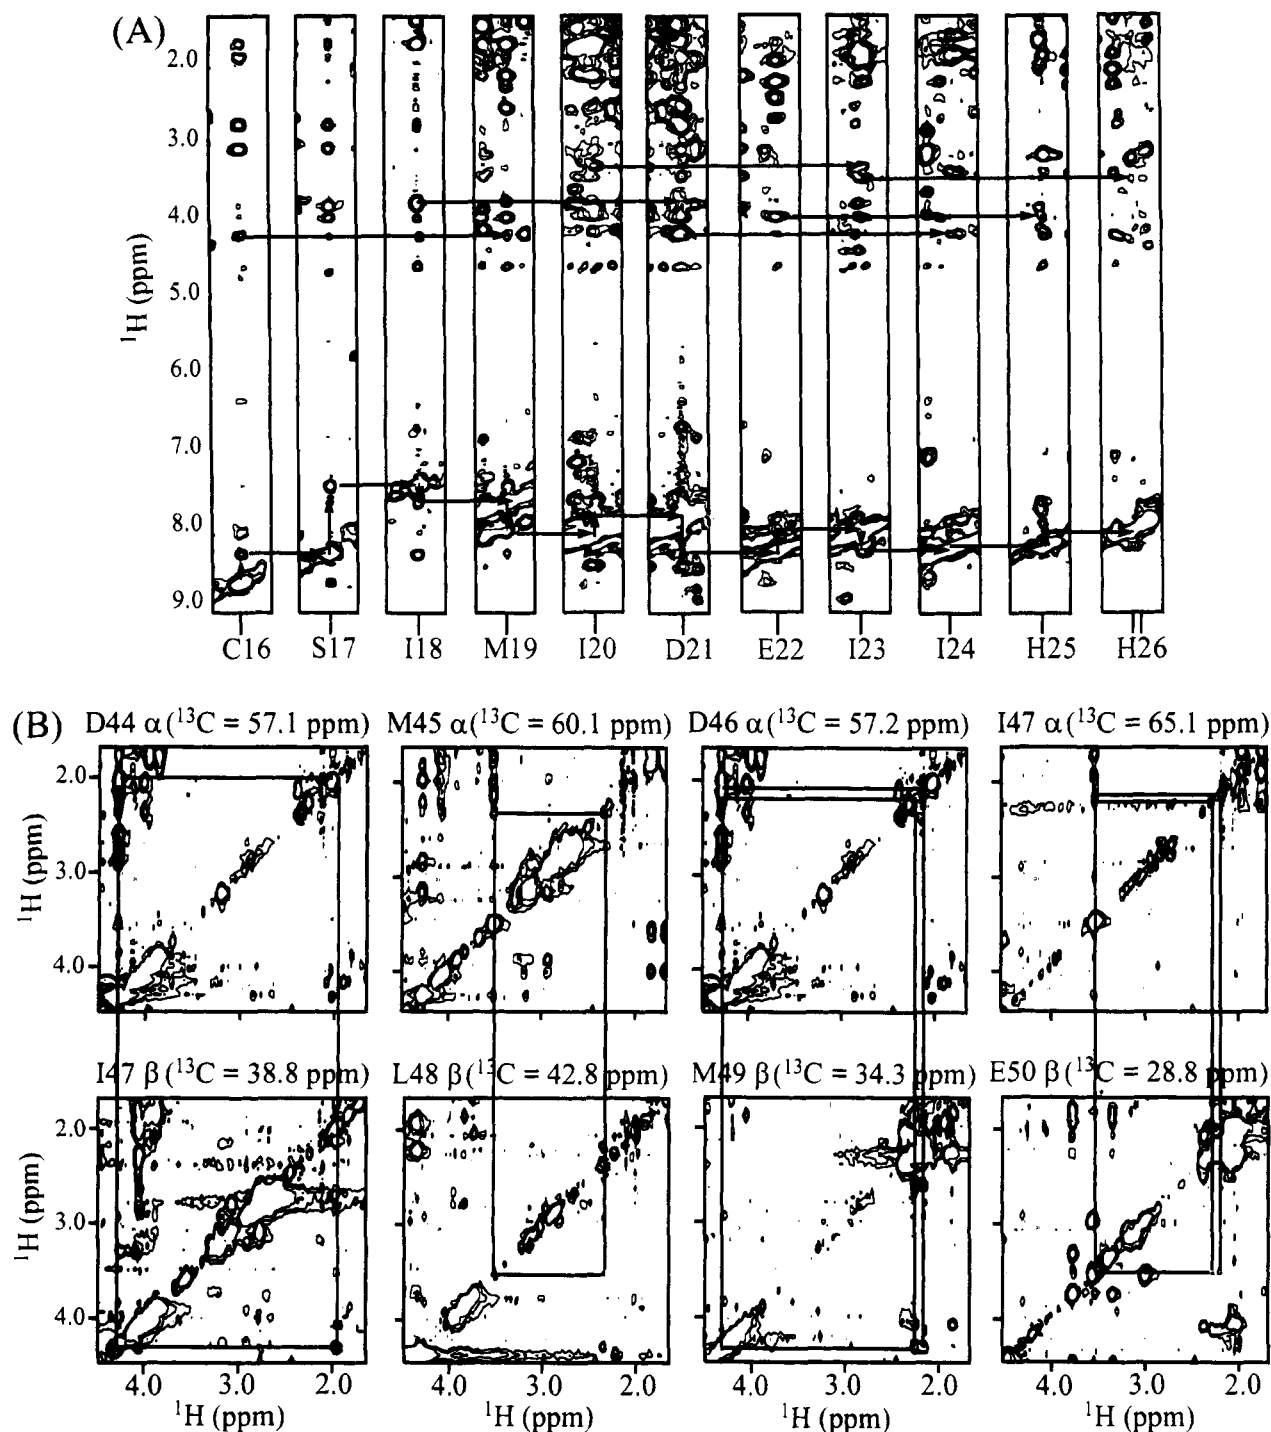 (A)
2.0
3.0
4.0
5.0
6.0
7.0
8.0
9.0
¹H (ppm)
C16 S17 I18 M19 I20 D21 E22 I23 I24 H25 H26
(B) D44 α (¹³C = 57.1 ppm) M45 α (¹³C = 60.1 ppm) D46 α (¹³C = 57.2 ppm) I47 α (¹³C = 65.1 ppm)
2.0
3.0
4.0
¹H (ppm)
I47 β (¹³C = 38.8 ppm) L48 β (¹³C = 42.8 ppm) M49 β (¹³C = 34.3 ppm) E50 β (¹³C = 28.8 ppm)
2.0
3.0
4.0
¹H (ppm)
4.0 3.0 2.0 4.0 3.0 2.0 4.0 3.0 2.0 4.0 3.0 2.0
¹H (ppm) ¹H (ppm) ¹H (ppm) ¹H (ppm)